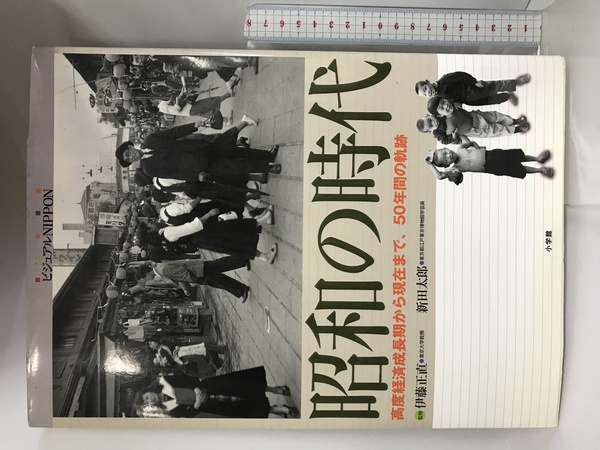 ビジュアルNIPPON
昭和の時代
高度経済成長期から現在まで、50年間の軌跡
監修 伊藤正直●東京大学教授
新田太郎●東京都江戸東京博物館学芸員
小学館